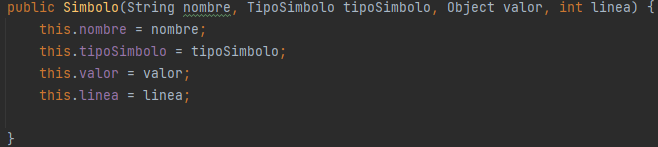 public Simbolo(String nombre, TipoSimbolo tipoSimbolo, Object valor, int linea) {
    this.nombre = nombre;
    this.tipoSimbolo = tipoSimbolo;
    this.valor = valor;
    this.linea = linea;
}